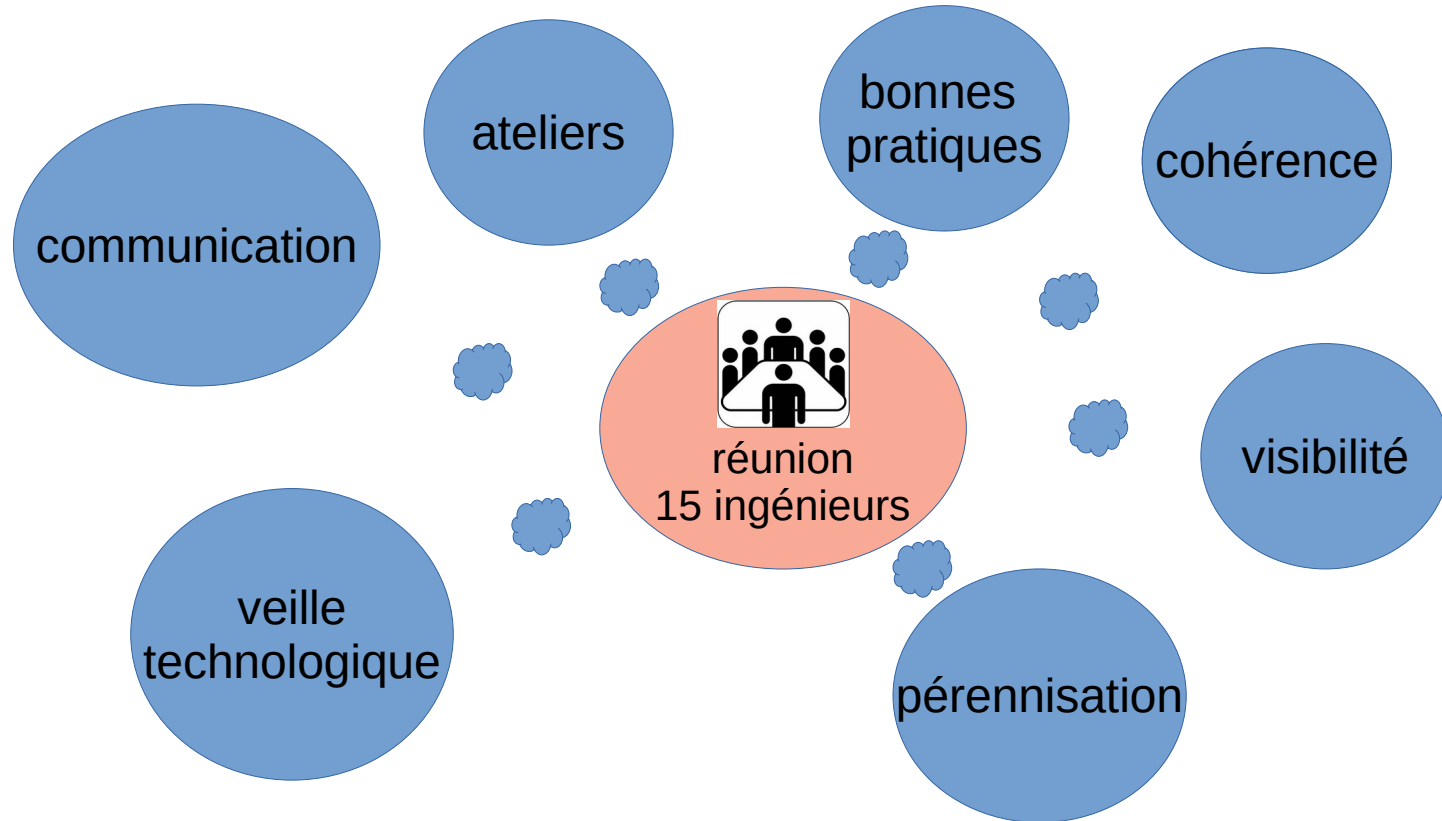 communication
ateliers
bonnes
pratiques
cohérence
visibilité
réunion
15 ingénieurs
veille
technologique
pérennisation